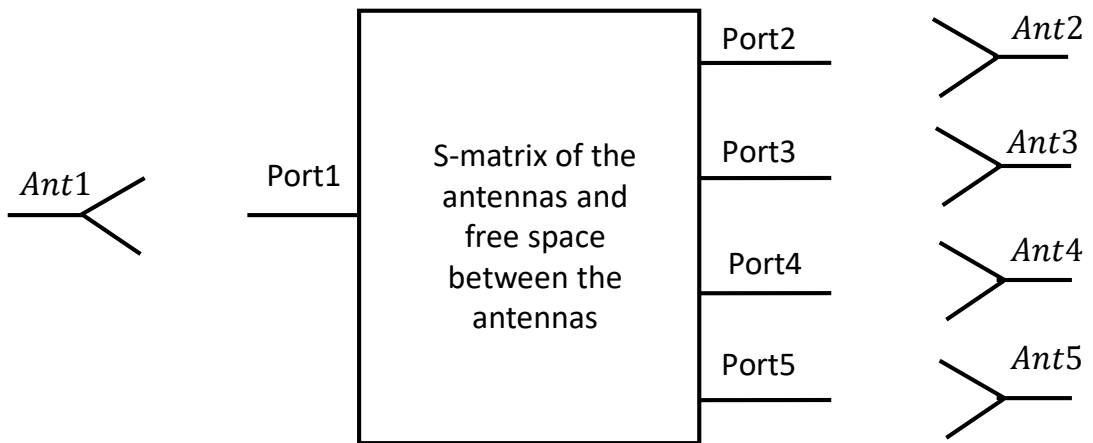 Ant1
Port1
S-matrix of the
antennas and
free space
between the
antennas
Port2
Port3
Port4
Port5
Ant2
Ant3
Ant4
Ant5